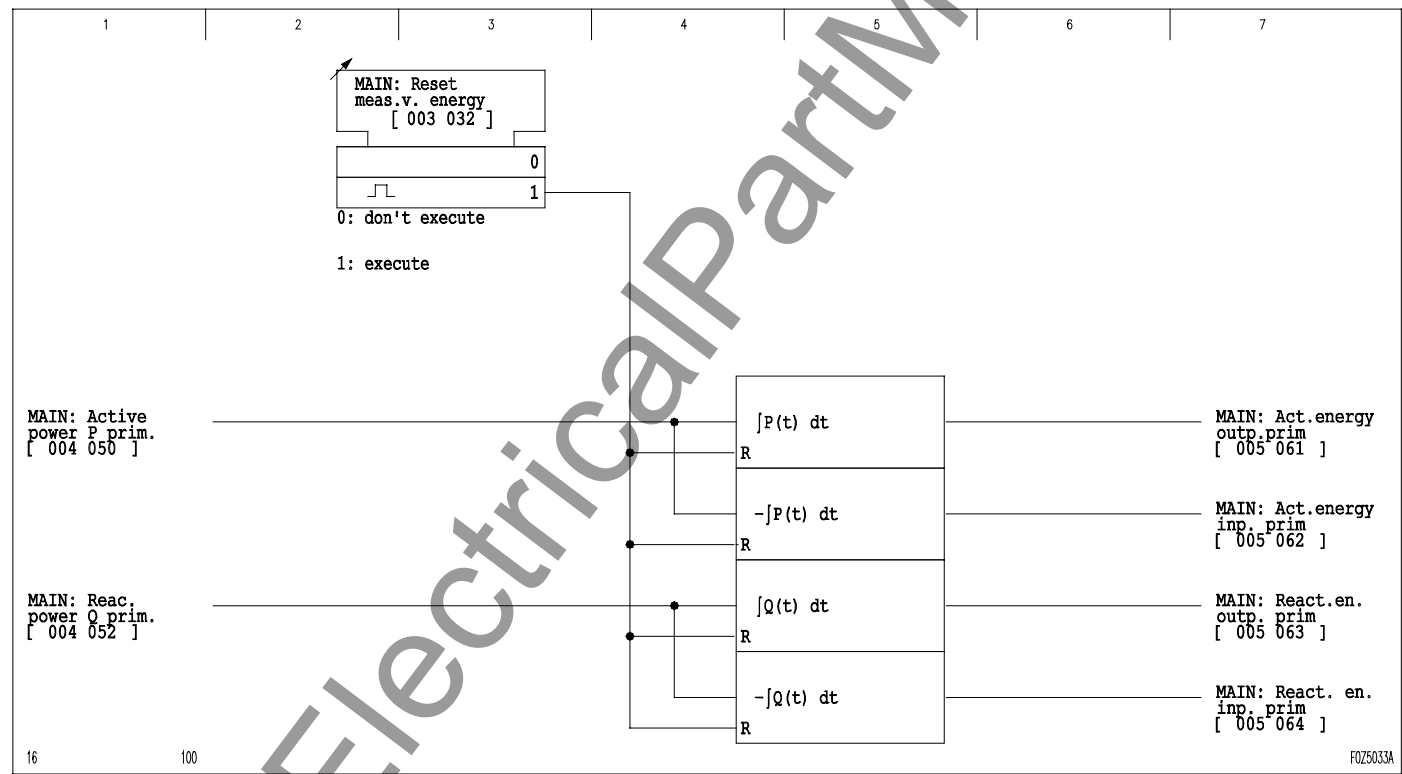 1 2 3 4 5 6 7
MAIN: Reset
meas.v. energy
[ 003 032 ]
0
1
0: don't execute
1: execute
MAIN: Active
power P prim.
[ 004 050 ]
∫P(t) dt
R
MAIN: Act.energy
outp.prim
[ 005 061 ]
-∫P(t) dt
R
MAIN: Act.energy
inp. prim
[ 005 062 ]
MAIN: Reac.
power Q prim.
[ 004 052 ]
∫Q(t) dt
R
MAIN: React.en.
outp. prim
[ 005 063 ]
-∫Q(t) dt
R
MAIN: React. en.
inp. prim
[ 005 064 ]
16 100 F0Z5033A
ElectricalPartM